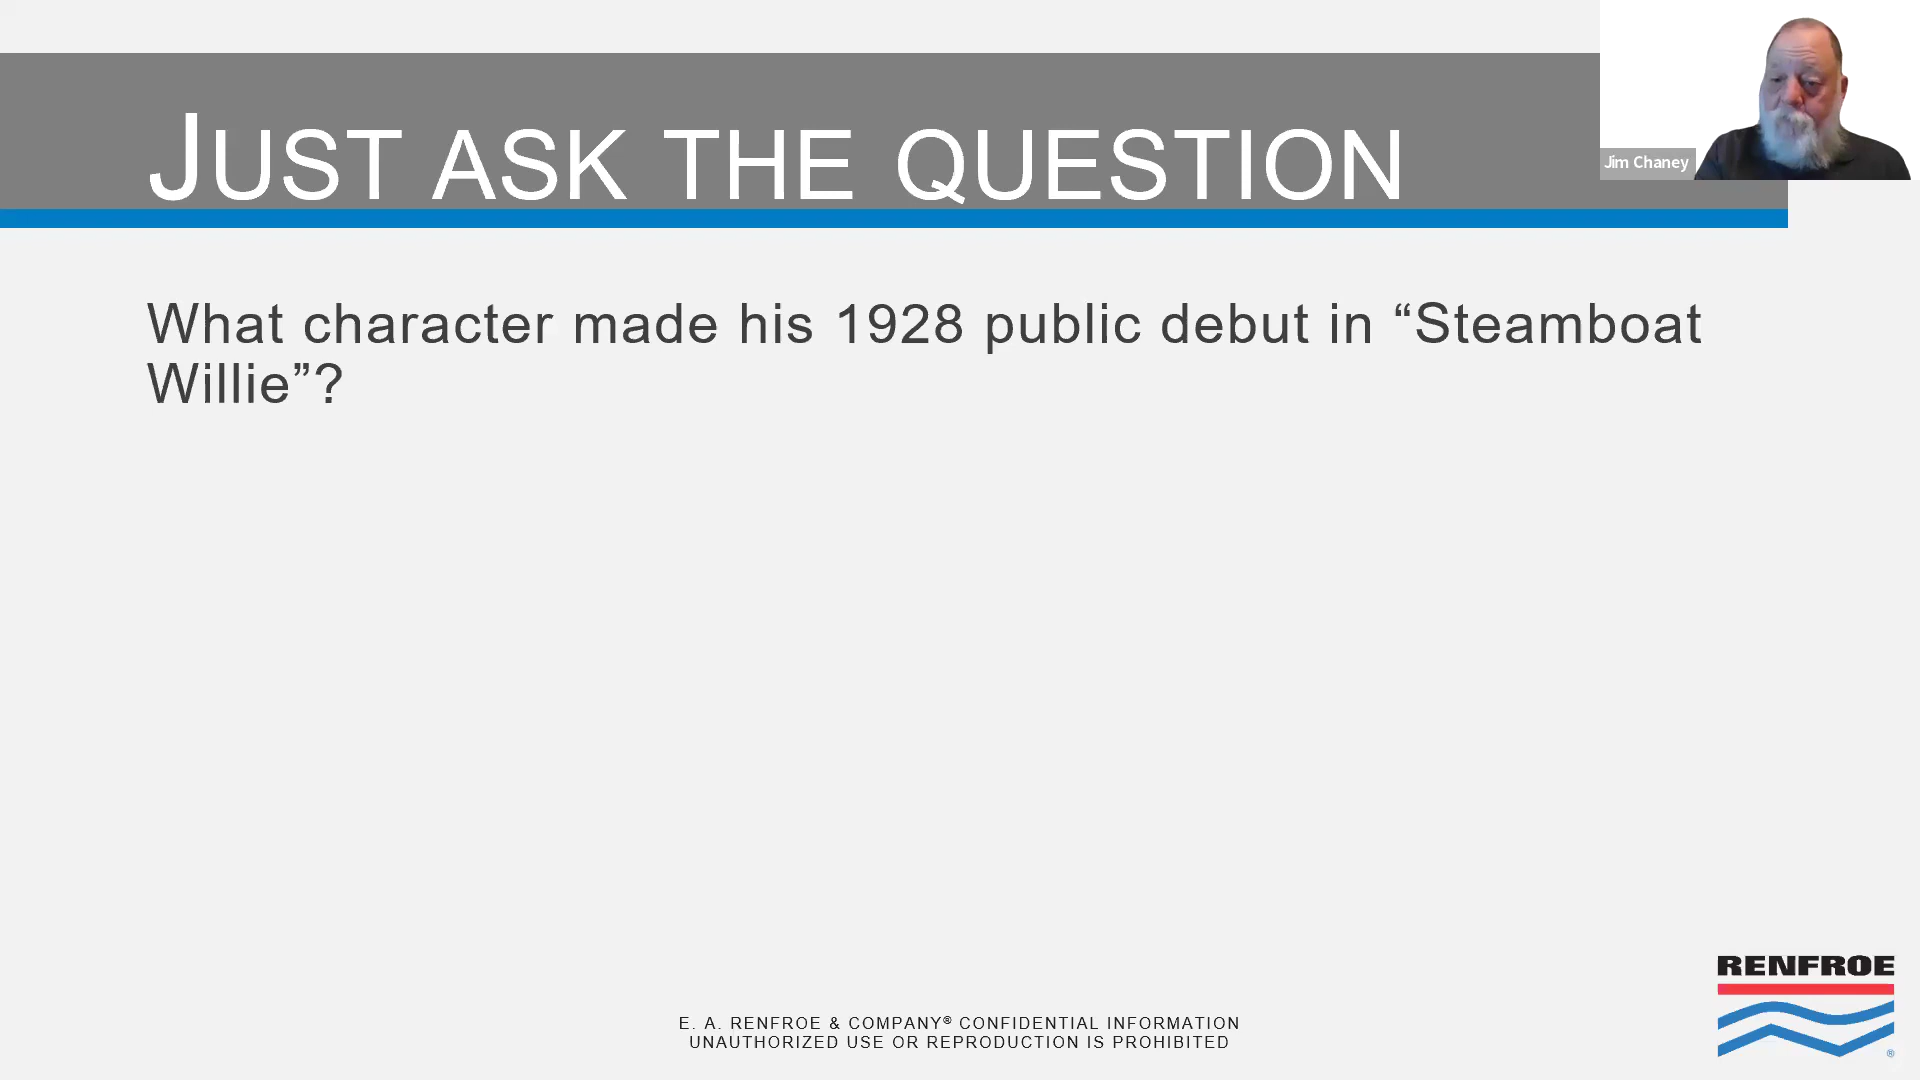 JUST ASK THE QUESTION
Jim Chaney
What character made his 1928 public debut in “Steamboat
Willie”?
RENFROE
®
E. A. RENFROE & COMPANY® CONFIDENTIAL INFORMATION
UNAUTHORIZED USE OR REPRODUCTION IS PROHIBITED